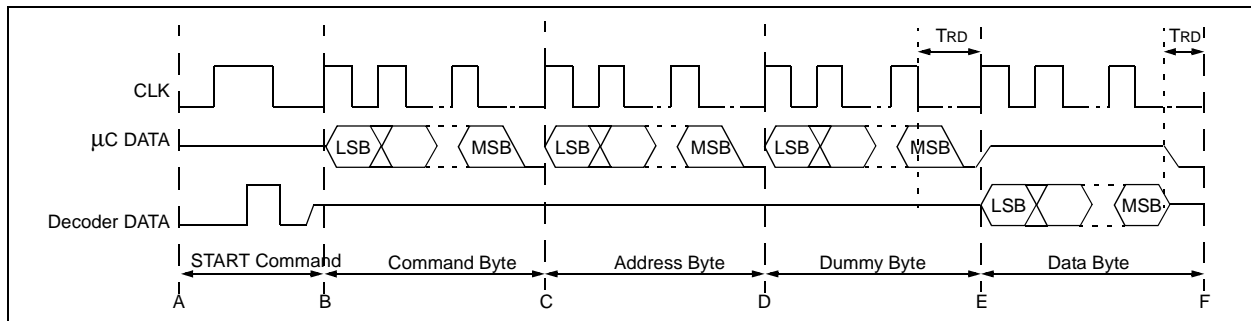 TRD TRD
CLK
μC DATA LSB MSB LSB MSB LSB MSB
Decoder DATA LSB MSB
START Command Command Byte Address Byte Dummy Byte Data Byte
A B C D E F